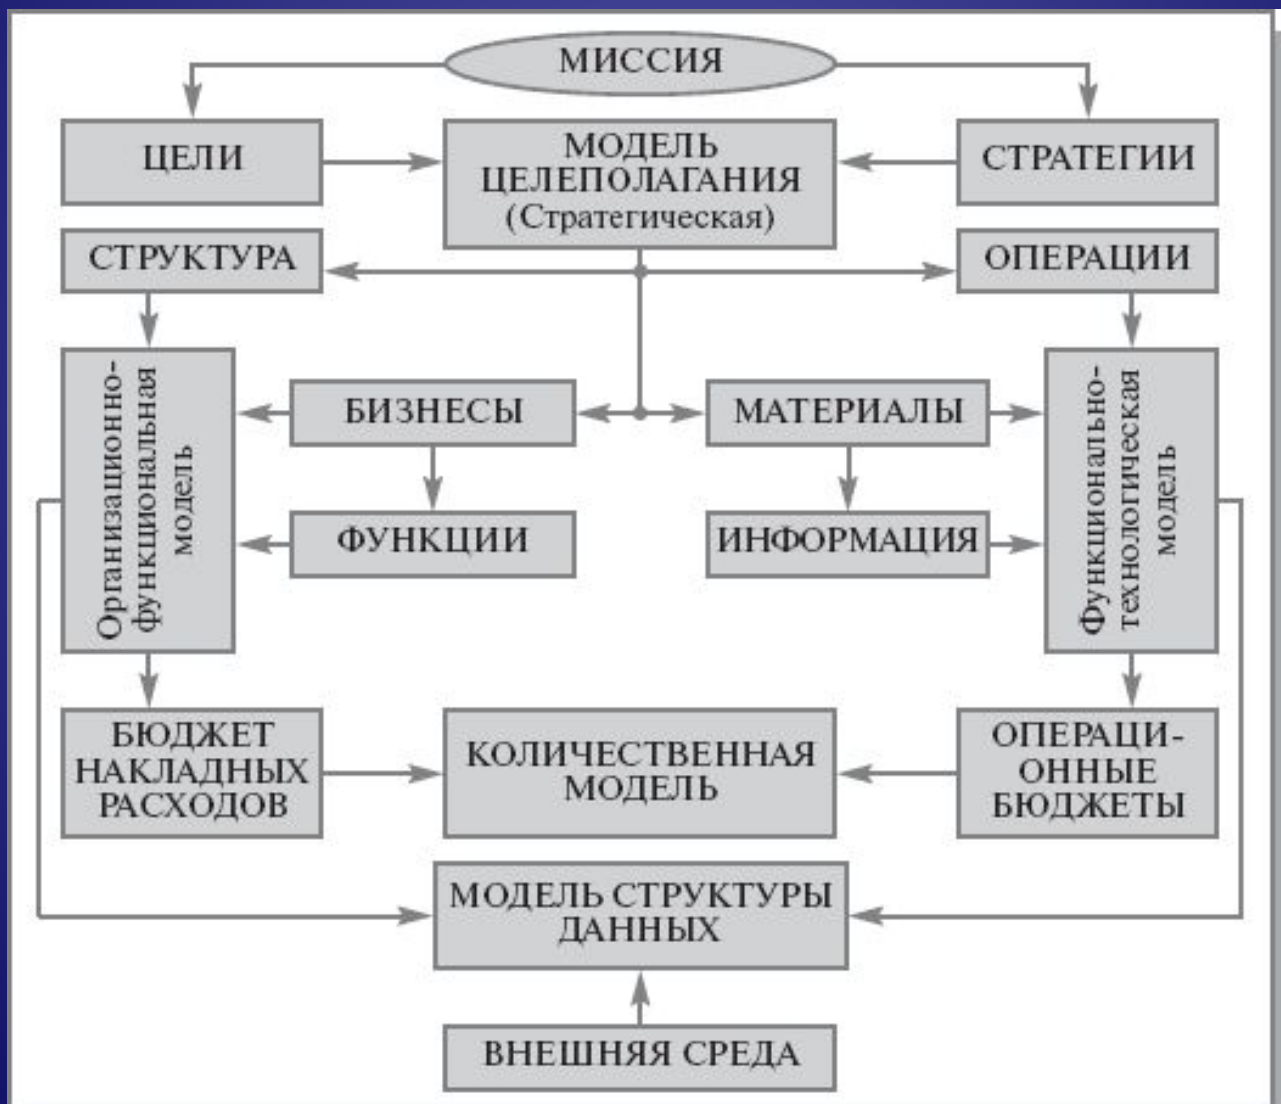 МИССИЯ
ЦЕЛИ
МОДЕЛЬ
ЦЕЛЕПОЛАГАНИЯ
(Стратегическая)
СТРАТЕГИИ
СТРУКТУРА
ОПЕРАЦИИ
Организационно-
функциональная
модель
БИЗНЕСЫ
МАТЕРИАЛЫ
ФУНКЦИИ
ИНФОРМАЦИЯ
Функционально-
технологическая
модель
БЮДЖЕТ
НАКЛАДНЫХ
РАСХОДОВ
КОЛИЧЕСТВЕННАЯ
МОДЕЛЬ
ОПЕРАЦИ-
ОННЫЕ
БЮДЖЕТЫ
МОДЕЛЬ СТРУКТУРЫ
ДАННЫХ
ВНЕШНЯЯ СРЕДА